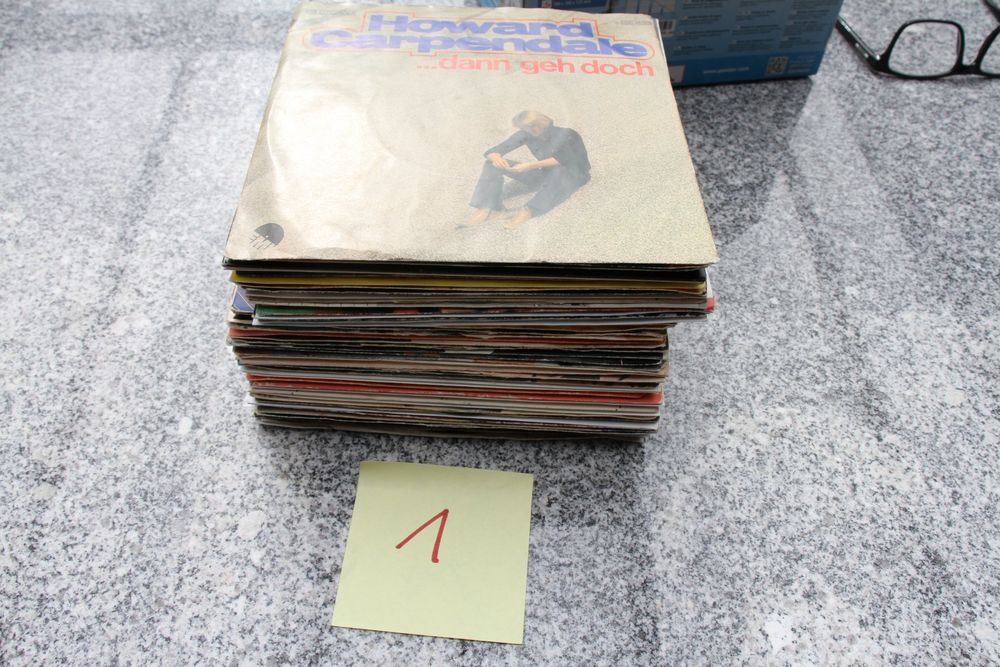 Howard
Carpendale
...dann geh doch
1